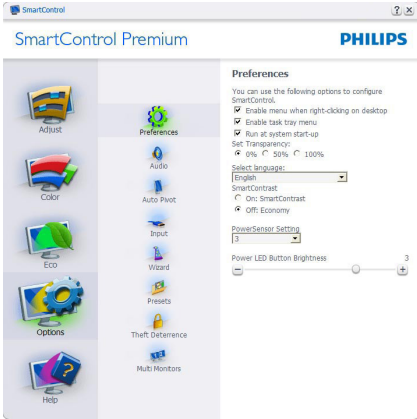 SmartControl
SmartControl Premium
PHILIPS
Adjust
Color
Eco
Options
Help
Preferences
Audio
Auto Pivot
Input
Wizard
Presets
Theft Deterrence
Multi Monitors
Preferences
You can use the following options to configure
SmartControl.
Enable menu when right-clicking on desktop
Enable task tray menu
Run at system start-up
Set Transparency:
0% 50% 100%
Select language:
English
SmartContrast
On: SmartContrast
Off: Economy
PowerSensor Setting
3
Power LED Button Brightness 3